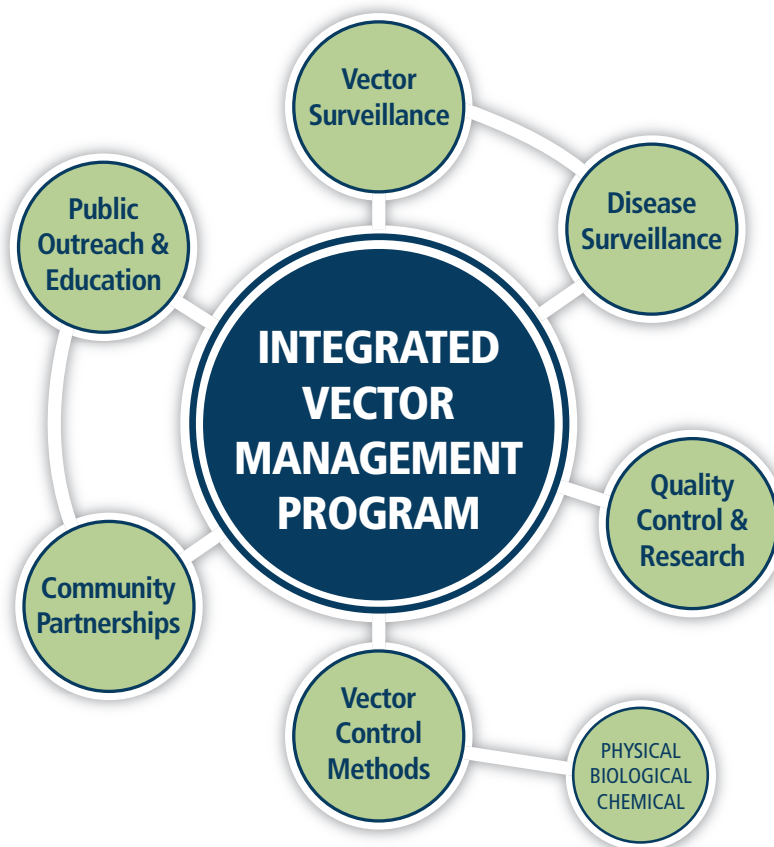 Vector
Surveillance
Disease
Surveillance
Public
Outreach &
Education
INTEGRATED
VECTOR
MANAGEMENT
PROGRAM
Quality
Control &
Research
Community
Partnerships
Vector
Control
Methods
PHYSICAL
BIOLOGICAL
CHEMICAL